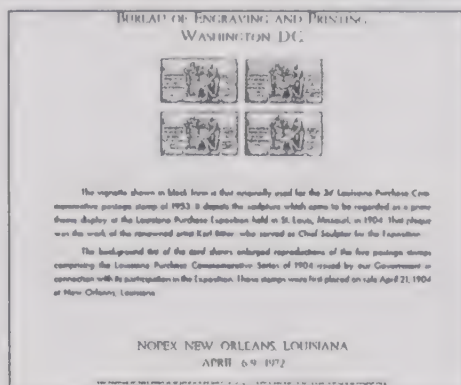 BUREAU OF ENGRAVING AND PRINTING
WASHINGTON DC
The vignette shown in block form is that originally used for the 3¢ Louisiana Purchase Com-
memorative postage stamp of 1953. It depicts the sculpture which came to be regarded as a prime
theme display at the Louisiana Purchase Exposition held in St. Louis, Missouri, in 1904. That plaque
was the work of the renowned artist Karl Bitter who served as Chief Sculptor for the Exposition.
The background tint of the card shows enlarged reproductions of the five postage stamps
comprising the Louisiana Purchase Commemorative Series of 1904 issued by our Government in
connection with its participation in the Exposition. These stamps were first placed on sale April 21, 1904
at New Orleans, Louisiana.
NOPEX NEW ORLEANS, LOUISIANA
APRIL 6-9, 1972